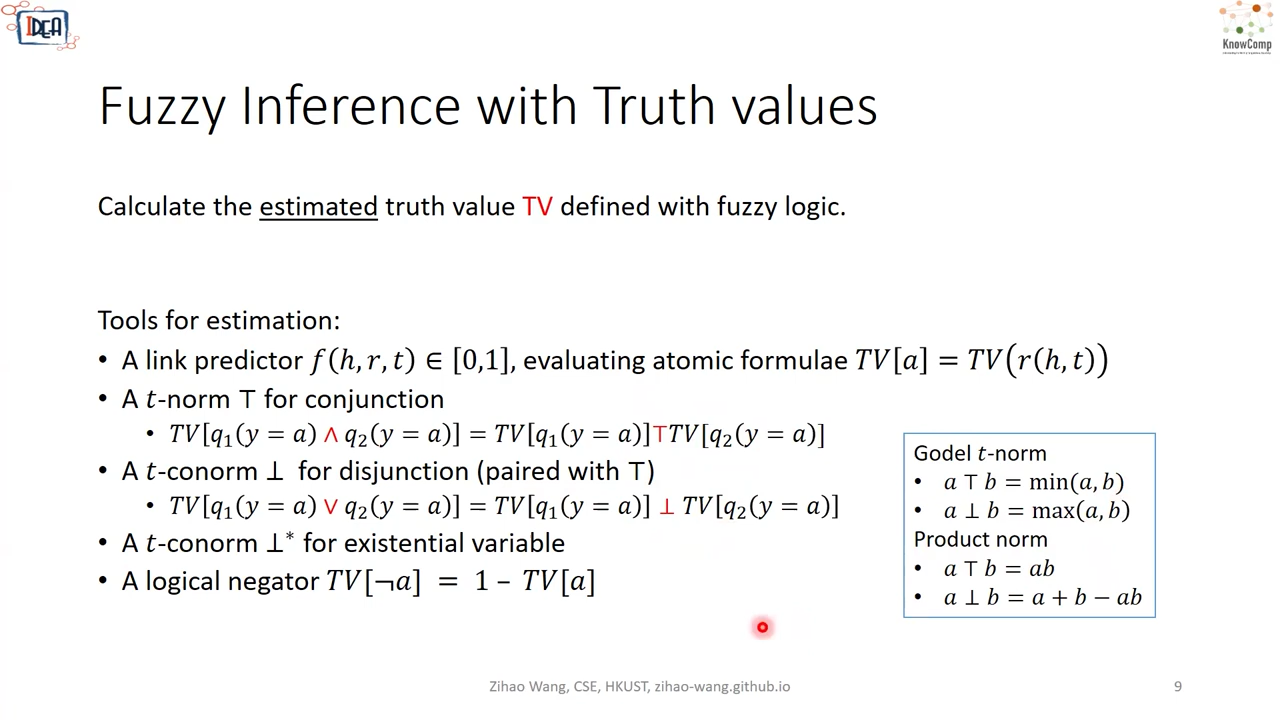 IDEA
KnowComp
Fuzzy Inference with Truth values
Calculate the estimated truth value TV defined with fuzzy logic.
Tools for estimation:
• A link predictor f(h, r, t) ∈ [0,1], evaluating atomic formulae TV[a] = TV(r(h, t))
• A t-norm ⊤ for conjunction
• TV[q₁(y = a) ∧ q₂(y = a)] = TV[q₁(y = a)]⊤TV[q₂(y = a)]
• A t-conorm ⊥ for disjunction (paired with ⊤)
• TV[q₁(y = a) ∨ q₂(y = a)] = TV[q₁(y = a)] ⊥ TV[q₂(y = a)]
• A t-conorm ⊥* for existential variable
• A logical negator TV[¬a] = 1 – TV[a]
Godel t-norm
• a ⊤ b = min(a, b)
• a ⊥ b = max(a, b)
Product norm
• a ⊤ b = ab
• a ⊥ b = a + b − ab
Zihao Wang, CSE, HKUST, zihao-wang.github.io
9